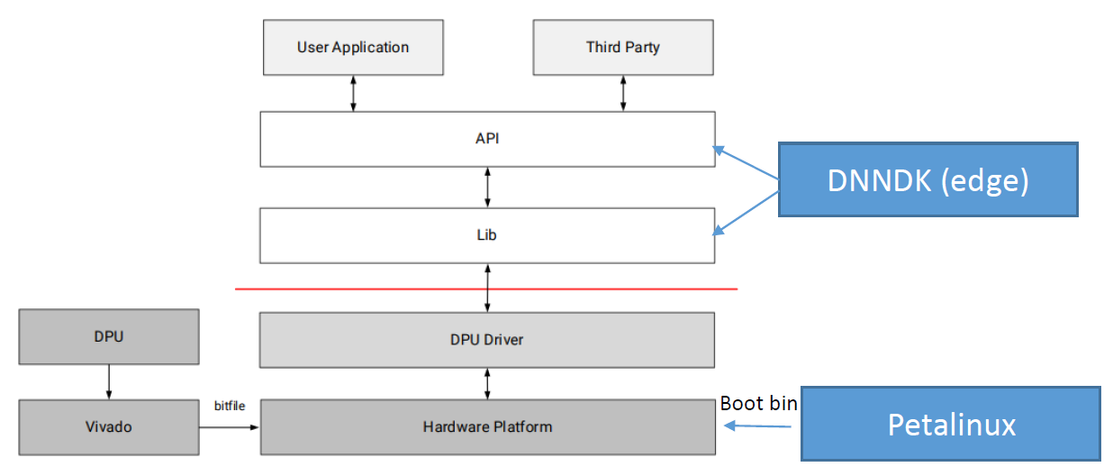 User Application
Third Party
API
DNNDK (edge)
Lib
DPU
DPU Driver
bitfile
Boot bin
Vivado
Hardware Platform
Petalinux